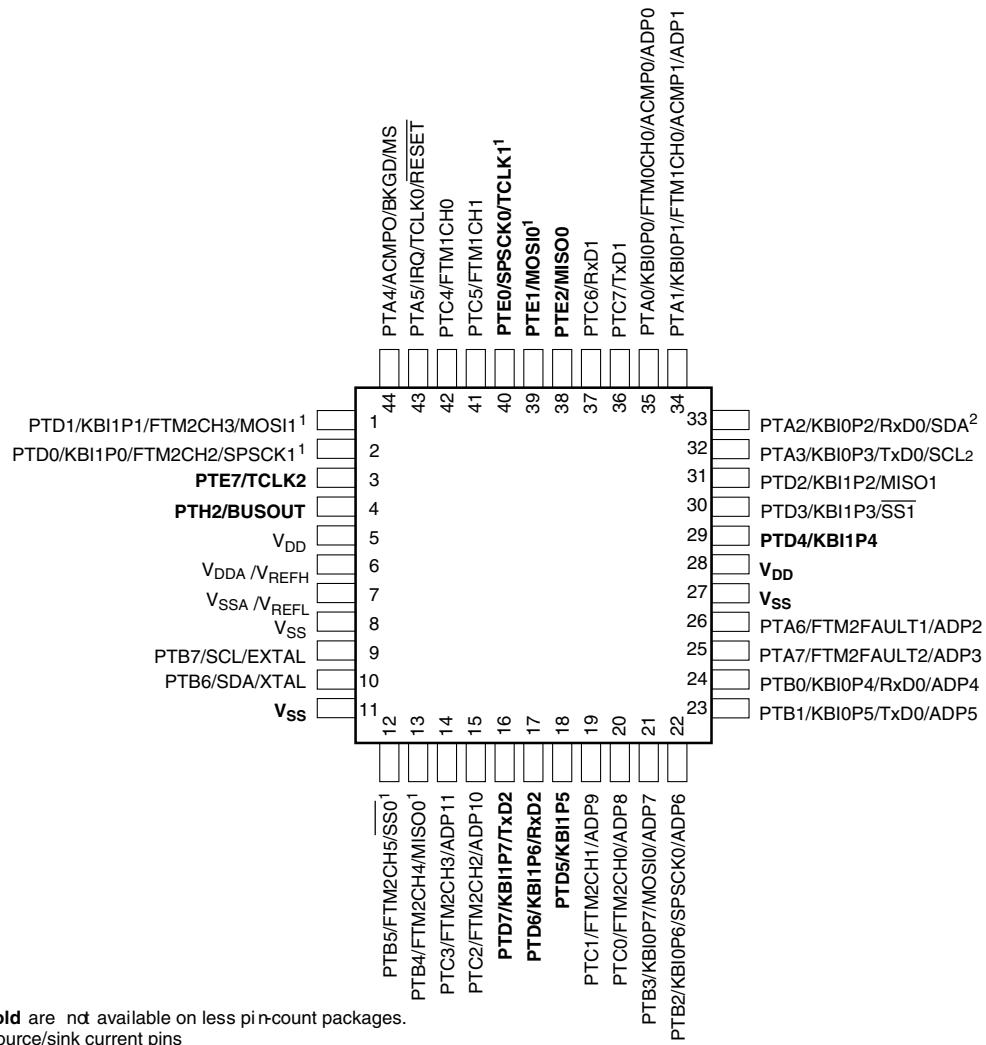 PTA4/ACMPO/BKGD/MS
PTA5/IRQ/TCLK0/RESET
PTC4/FTM1CH0
PTC5/FTM1CH1
PTE0/SPSCK0/TCLK1¹
PTE1/MOSI0¹
PTE2/MISO0
PTC6/RxD1
PTC7/TxD1
PTA0/KBI0P0/FTM0CH0/ACMP0/ADP0
PTA1/KBI0P1/FTM1CH0/ACMP1/ADP1
44
43
42
41
40
39
38
37
36
35
34
PTD1/KBI1P1/FTM2CH3/MOSI1¹ 1
PTD0/KBI1P0/FTM2CH2/SPSCK1¹ 2
PTE7/TCLK2 3
PTH2/BUSOUT 4
VDD 5
VDDA /VREFH 6
VSSA /VREFL 7
VSS 8
PTB7/SCL/EXTAL 9
PTB6/SDA/XTAL 10
VSS 11
33 PTA2/KBI0P2/RxD0/SDA²
32 PTA3/KBI0P3/TxD0/SCL2
31 PTD2/KBI1P2/MISO1
30 PTD3/KBI1P3/SS1
29 PTD4/KBI1P4
28 VDD
27 VSS
26 PTA6/FTM2FAULT1/ADP2
25 PTA7/FTM2FAULT2/ADP3
24 PTB0/KBI0P4/RxD0/ADP4
23 PTB1/KBI0P5/TxD0/ADP5
12
13
14
15
16
17
18
19
20
21
22
PTB5/FTM2CH5/SS0¹
PTB4/FTM2CH4/MISO0¹
PTC3/FTM2CH3/ADP11
PTC2/FTM2CH2/ADP10
PTD7/KBI1P7/TxD2
PTD6/KBI1P6/RxD2
PTD5/KBI1P5
PTC1/FTM2CH1/ADP9
PTC0/FTM2CH0/ADP8
PTB3/KBI0P7/MOSI0/ADP7
PTB2/KBI0P6/SPSCK0/ADP6
old are not available on less pin-count packages.
ource/sink current pins